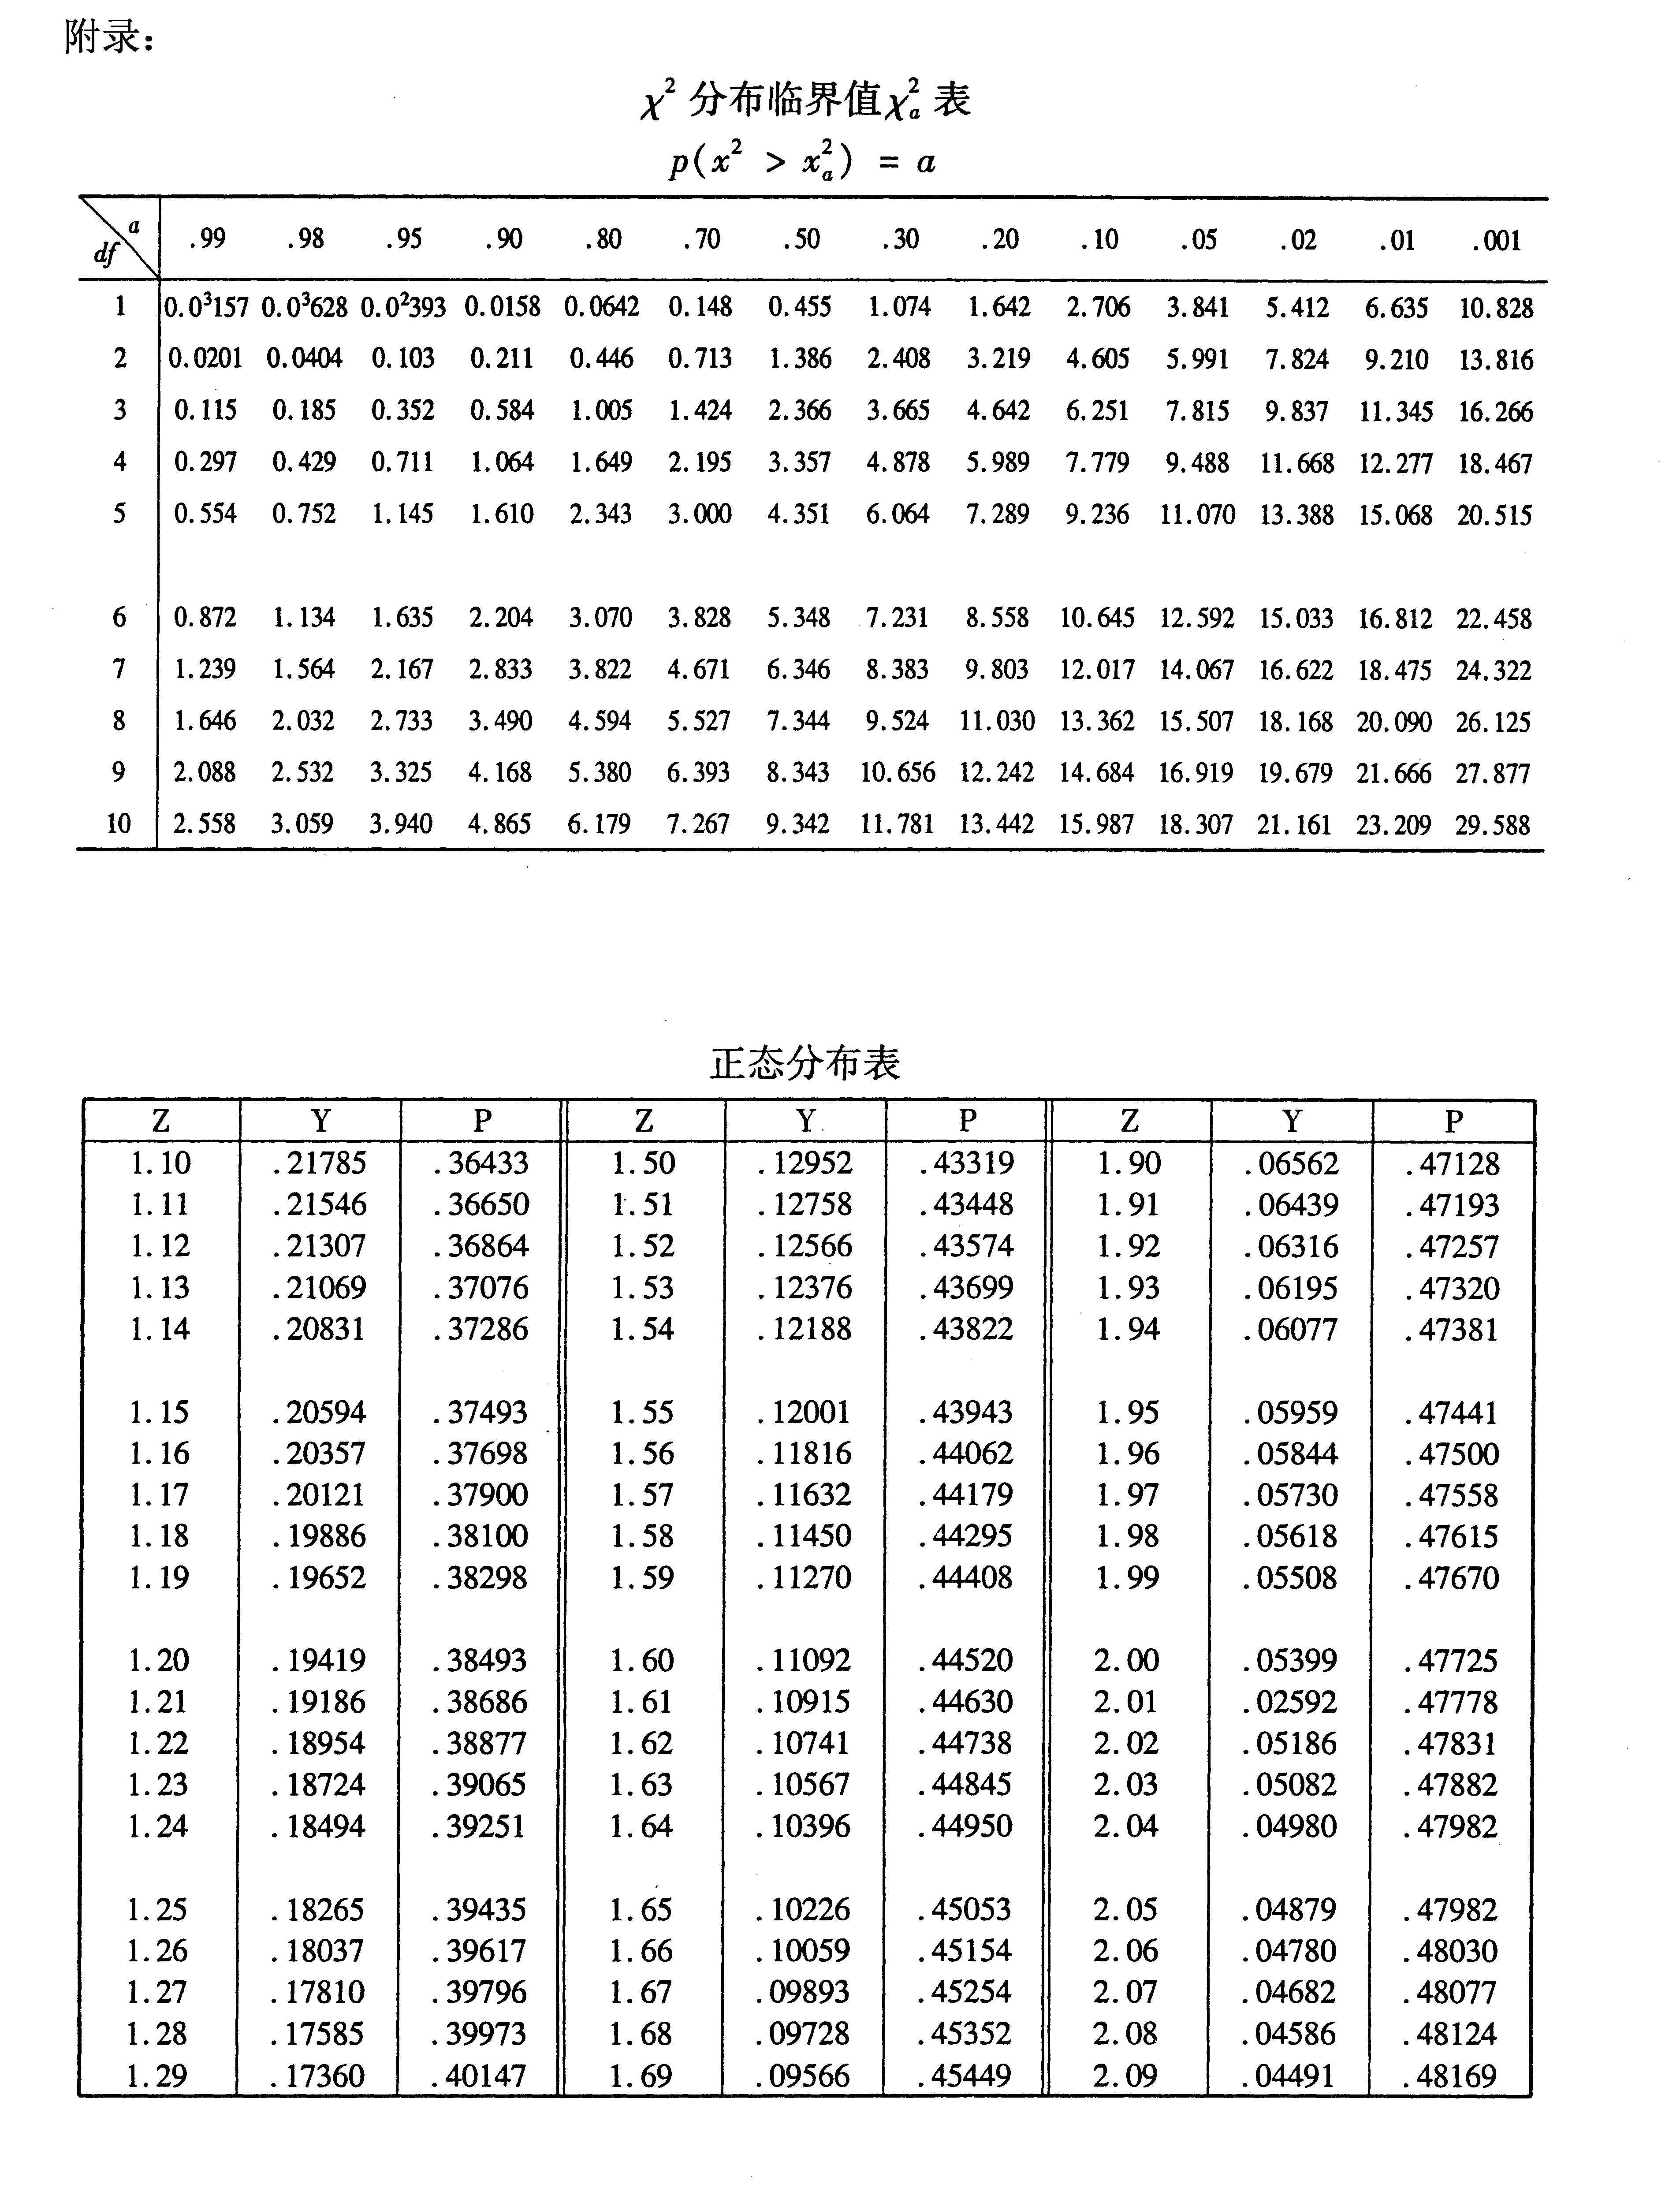 附录：
χ² 分布临界值χ²ₐ 表
p(x² > x²ₐ) = a
a df .99 .98 .95 .90 .80 .70 .50 .30 .20 .10 .05 .02 .01 .001
1 0.0³157 0.0³628 0.0²393 0.0158 0.0642 0.148 0.455 1.074 1.642 2.706 3.841 5.412 6.635 10.828
2 0.0201 0.0404 0.103 0.211 0.446 0.713 1.386 2.408 3.219 4.605 5.991 7.824 9.210 13.816
3 0.115 0.185 0.352 0.584 1.005 1.424 2.366 3.665 4.642 6.251 7.815 9.837 11.345 16.266
4 0.297 0.429 0.711 1.064 1.649 2.195 3.357 4.878 5.989 7.779 9.488 11.668 12.277 18.467
5 0.554 0.752 1.145 1.610 2.343 3.000 4.351 6.064 7.289 9.236 11.070 13.388 15.068 20.515
6 0.872 1.134 1.635 2.204 3.070 3.828 5.348 7.231 8.558 10.645 12.592 15.033 16.812 22.458
7 1.239 1.564 2.167 2.833 3.822 4.671 6.346 8.383 9.803 12.017 14.067 16.622 18.475 24.322
8 1.646 2.032 2.733 3.490 4.594 5.527 7.344 9.524 11.030 13.362 15.507 18.168 20.090 26.125
9 2.088 2.532 3.325 4.168 5.380 6.393 8.343 10.656 12.242 14.684 16.919 19.679 21.666 27.877
10 2.558 3.059 3.940 4.865 6.179 7.267 9.342 11.781 13.442 15.987 18.307 21.161 23.209 29.588
正态分布表
Z Y P Z Y P Z Y P
1.10 .21785 .36433 1.50 .12952 .43319 1.90 .06562 .47128
1.11 .21546 .36650 1.51 .12758 .43448 1.91 .06439 .47193
1.12 .21307 .36864 1.52 .12566 .43574 1.92 .06316 .47257
1.13 .21069 .37076 1.53 .12376 .43699 1.93 .06195 .47320
1.14 .20831 .37286 1.54 .12188 .43822 1.94 .06077 .47381
1.15 .20594 .37493 1.55 .12001 .43943 1.95 .05959 .47441
1.16 .20357 .37698 1.56 .11816 .44062 1.96 .05844 .47500
1.17 .20121 .37900 1.57 .11632 .44179 1.97 .05730 .47558
1.18 .19886 .38100 1.58 .11450 .44295 1.98 .05618 .47615
1.19 .19652 .38298 1.59 .11270 .44408 1.99 .05508 .47670
1.20 .19419 .38493 1.60 .11092 .44520 2.00 .05399 .47725
1.21 .19186 .38686 1.61 .10915 .44630 2.01 .02592 .47778
1.22 .18954 .38877 1.62 .10741 .44738 2.02 .05186 .47831
1.23 .18724 .39065 1.63 .10567 .44845 2.03 .05082 .47882
1.24 .18494 .39251 1.64 .10396 .44950 2.04 .04980 .47982
1.25 .18265 .39435 1.65 .10226 .45053 2.05 .04879 .47982
1.26 .18037 .39617 1.66 .10059 .45154 2.06 .04780 .48030
1.27 .17810 .39796 1.67 .09893 .45254 2.07 .04682 .48077
1.28 .17585 .39973 1.68 .09728 .45352 2.08 .04586 .48124
1.29 .17360 .40147 1.69 .09566 .45449 2.09 .04491 .48169